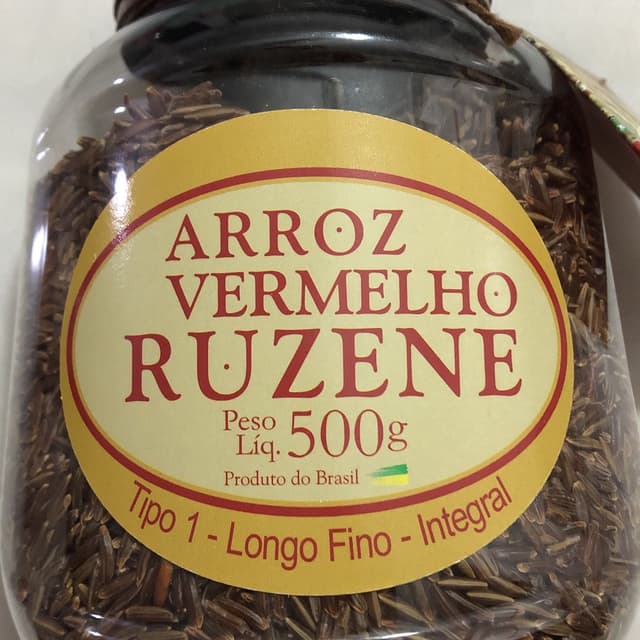 ARROZ
VERMELHO
RUZENE
Peso
Líq. 500g
Produto do Brasil
Tipo 1 - Longo Fino - Integral